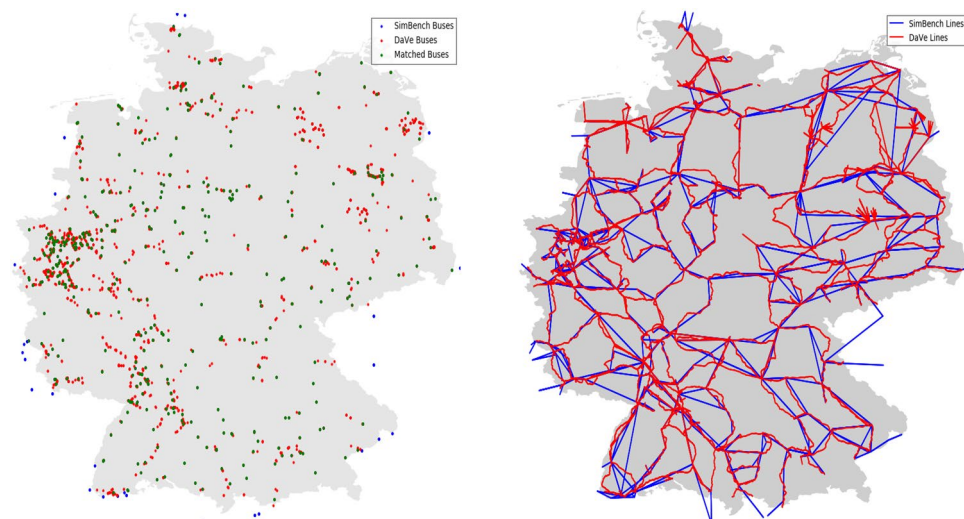 SimBench Buses
DaVe Buses
Matched Buses
SimBench Lines
DaVe Lines